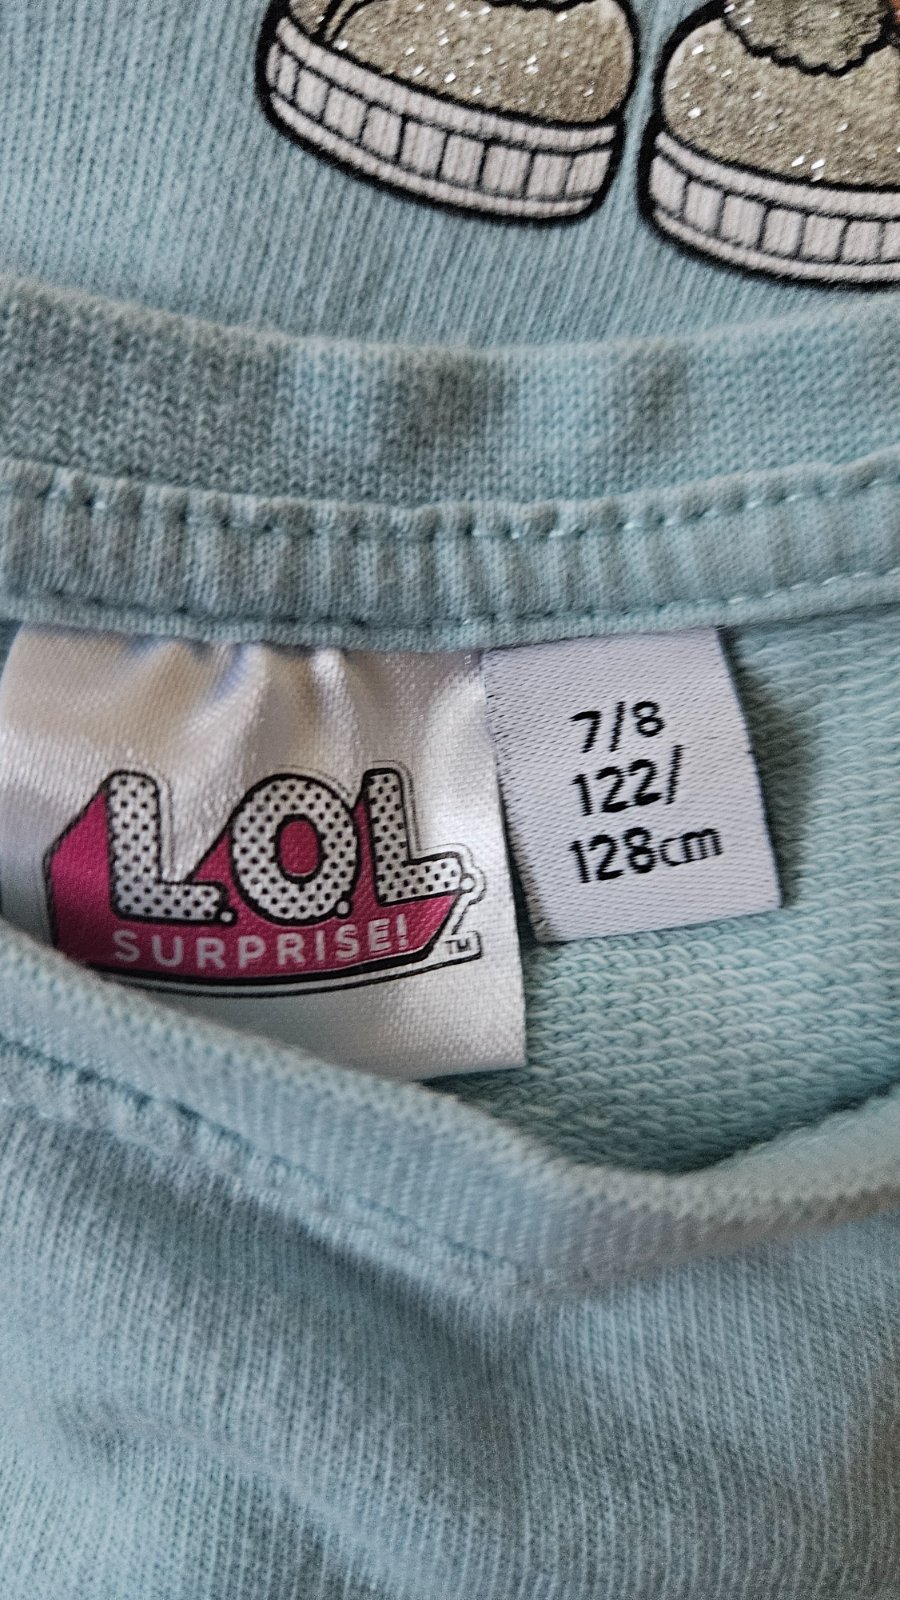 L.O.L.
SURPRISE!™
7/8
122/
128cm